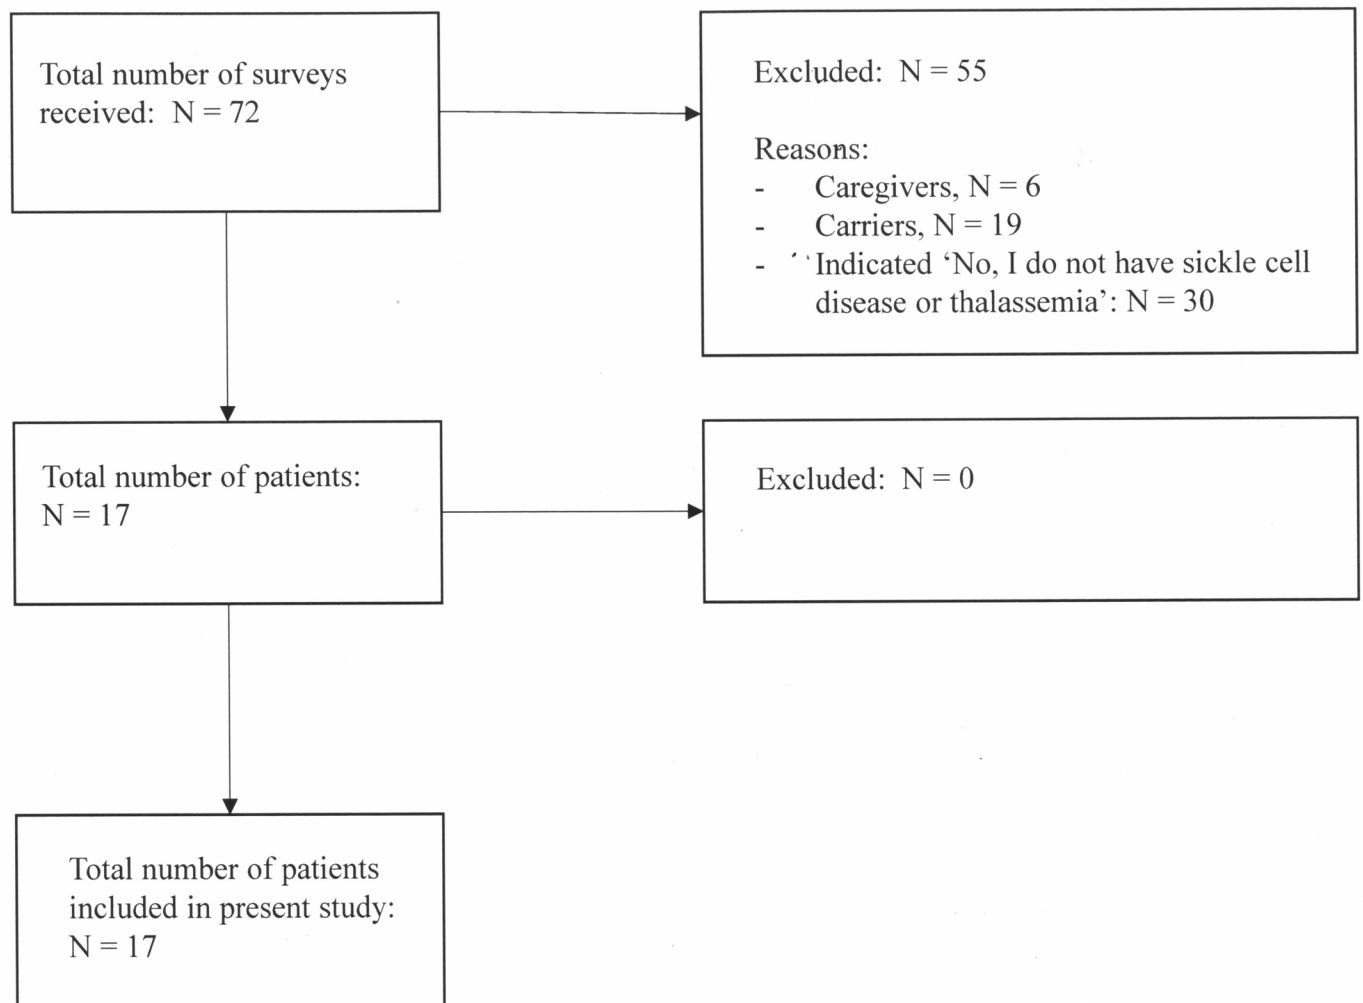 Total number of surveys
received: N = 72
Excluded: N = 55
Reasons:
- Caregivers, N = 6
- Carriers, N = 19
- Indicated ‘No, I do not have sickle cell
disease or thalassemia’: N = 30
Total number of patients:
N = 17
Excluded: N = 0
Total number of patients
included in present study:
N = 17